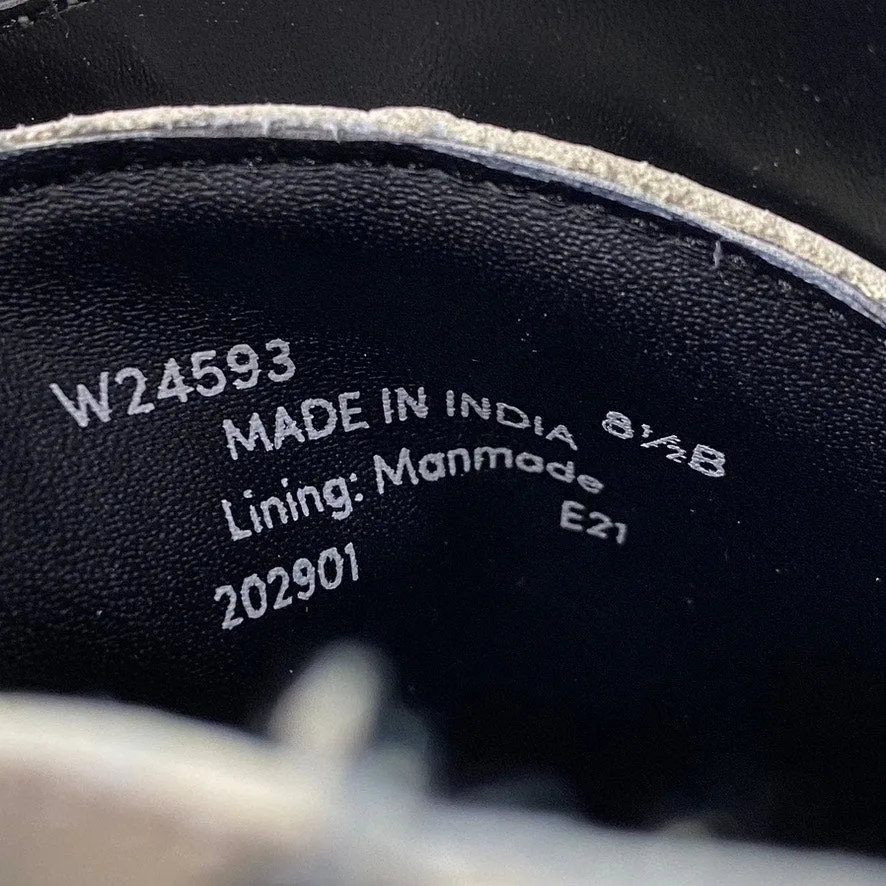 W24593
MADE IN INDIA 8½B
Lining: Manmade
E21
202901